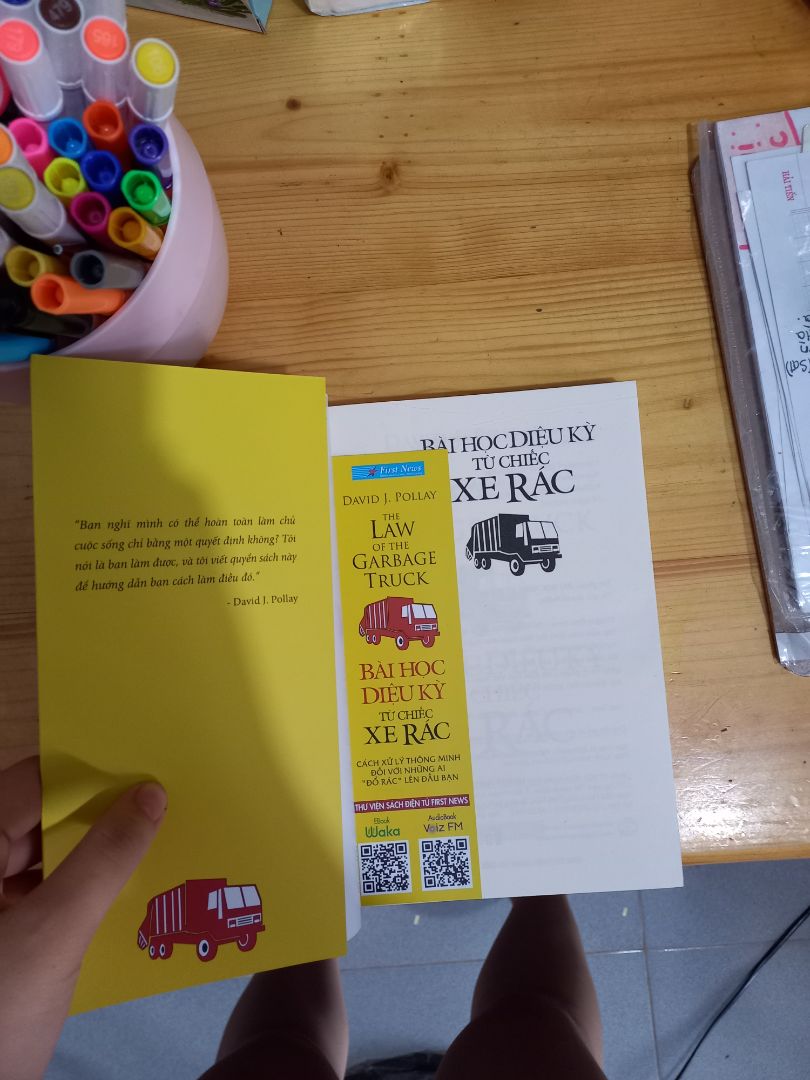 "Bạn nghĩ mình có thể hoàn toàn làm chủ
cuộc sống chỉ bằng một quyết định không? Tôi
nói là bạn làm được, và tôi viết quyển sách này
để hướng dẫn bạn cách làm điều đó."
- David J. Pollay
First News
DAVID J. POLLAY
THE
LAW
OF THE
GARBAGE
TRUCK
BÀI HỌC
DIỆU KỲ
TỪ CHIẾC
XE RÁC
CÁCH XỬ LÝ THÔNG MINH
ĐỐI VỚI NHỮNG AI
"ĐỔ RÁC" LÊN ĐẦU BẠN
THƯ VIỆN SÁCH ĐIỆN TỬ FIRST NEWS
EBook
Waka
AudioBook
Voiz FM
BÀI HỌC DIỆU KỲ
TỪ CHIẾC
XE RÁC
HẢI TIẾN